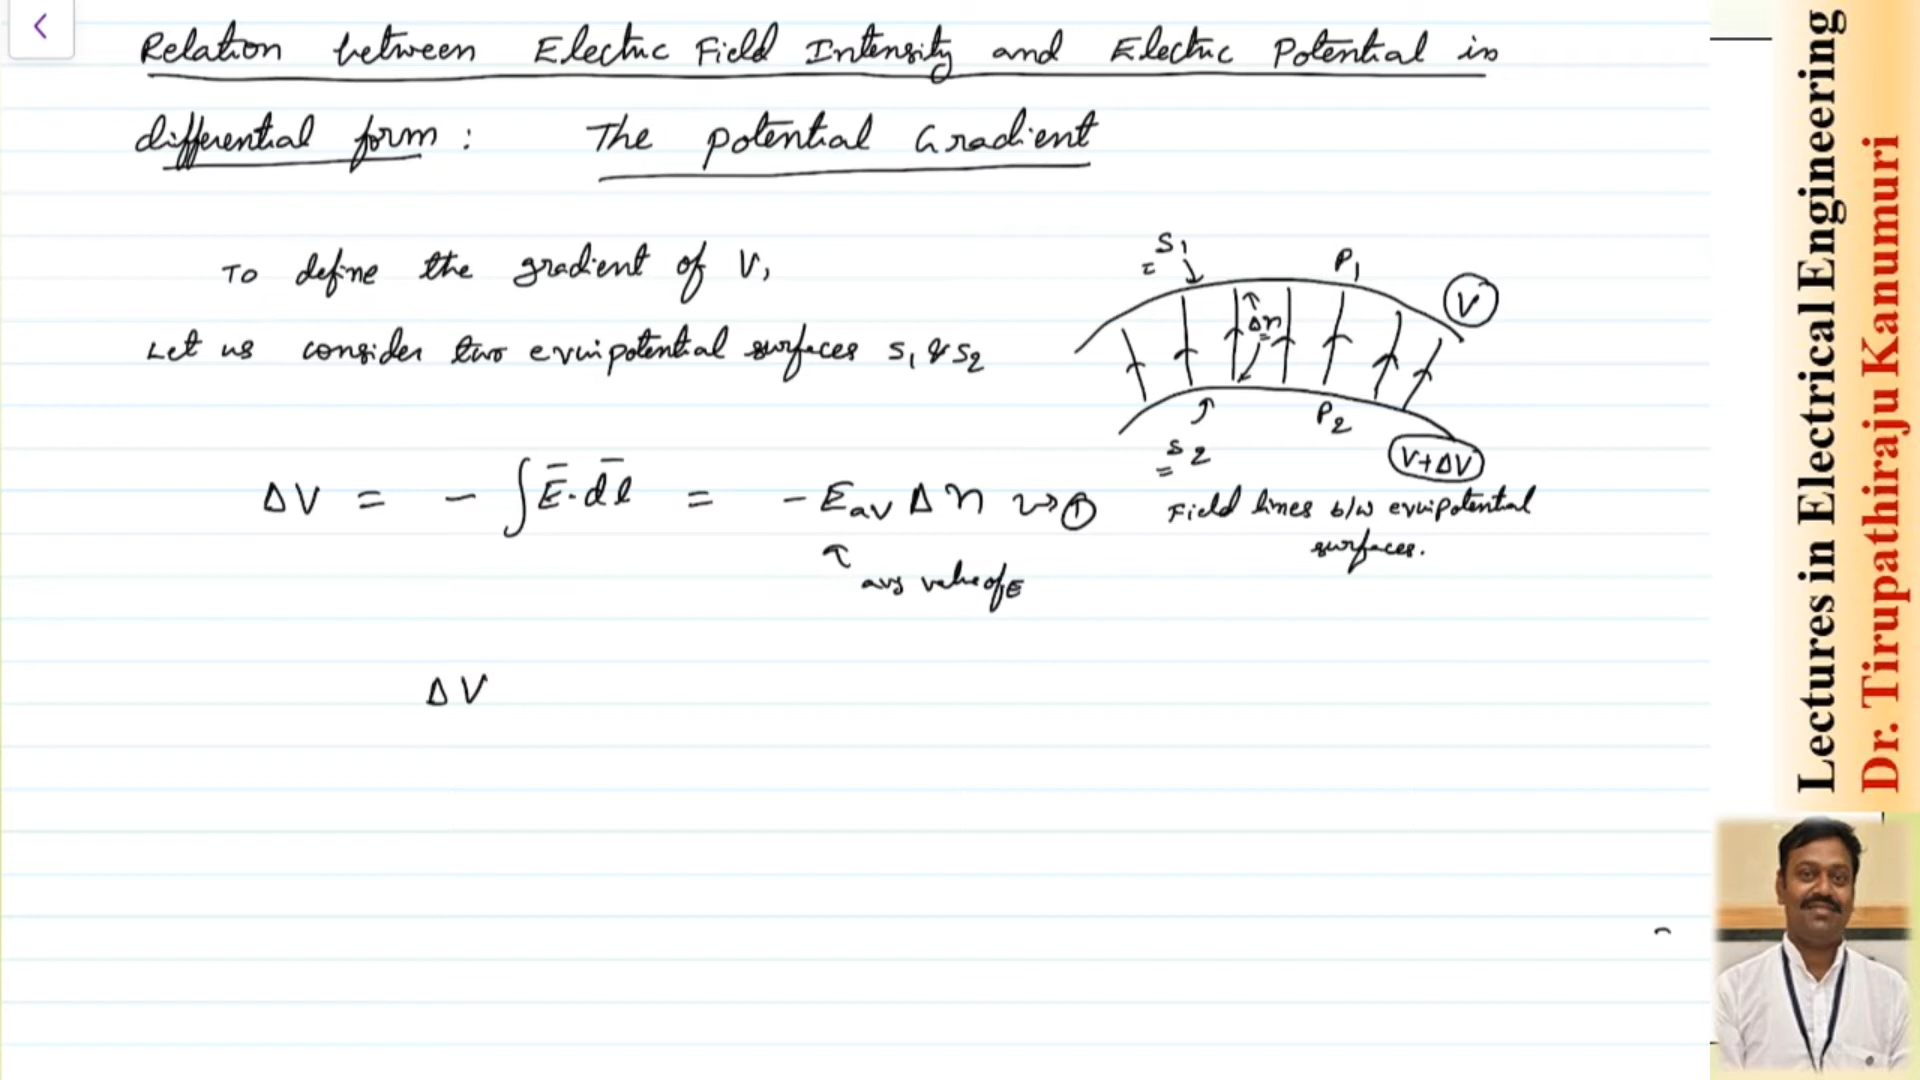 Relation between Electric Field Intensity and Electric Potential in
differential form : The potential Gradient
To define the gradient of V,
Let us consider two equipotential surfaces S1 & S2
S1
P1
V
Δn
P2
S2
V+ΔV
Field lines b/w equipotential
surfaces.
ΔV = - ∫ E̅ . d̅l = - Eav Δ n → ①
↑
avg value of E
ΔV
Lectures in Electrical Engineering
Dr. Tirupathiraju Kanumuri